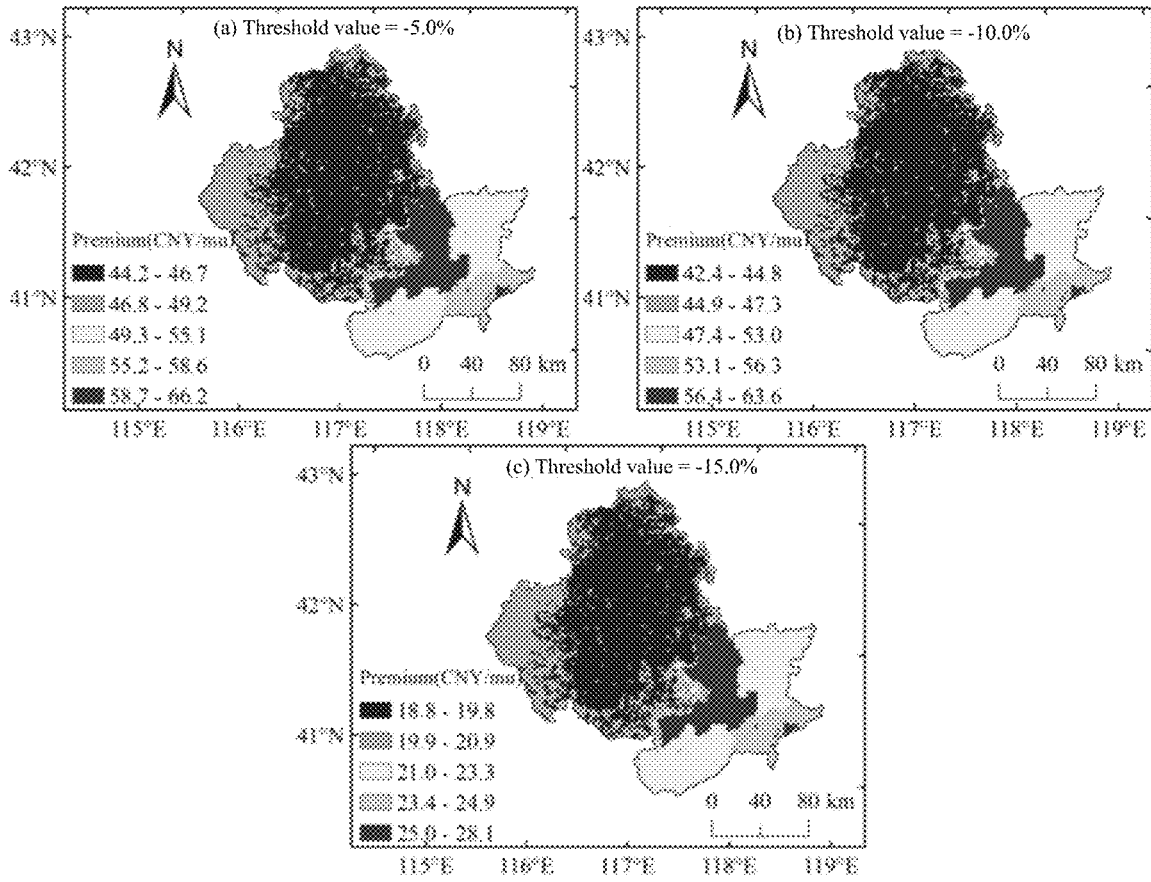 (a) Threshold value = -5.0%
43°N
N
42°N
Premium(CNY/mu)
44.2 - 46.7
46.8 - 49.2
41°N
49.3 - 55.1
55.2 - 58.6
58.7 - 66.2
0 40 80 km
115°E 116°E 117°E 118°E 119°E
(b) Threshold value = -10.0%
43°N
N
42°N
Premium(CNY/mu)
42.4 - 44.8
44.9 - 47.3
41°N
47.4 - 53.0
53.1 - 56.3
56.4 - 63.6
0 40 80 km
115°E 116°E 117°E 118°E 119°E
(c) Threshold value = -15.0%
43°N
N
42°N
Premium(CNY/mu)
18.8 - 19.8
19.9 - 20.9
41°N
21.0 - 23.3
23.4 - 24.9
25.0 - 28.1
0 40 80 km
115°E 116°E 117°E 118°E 119°E